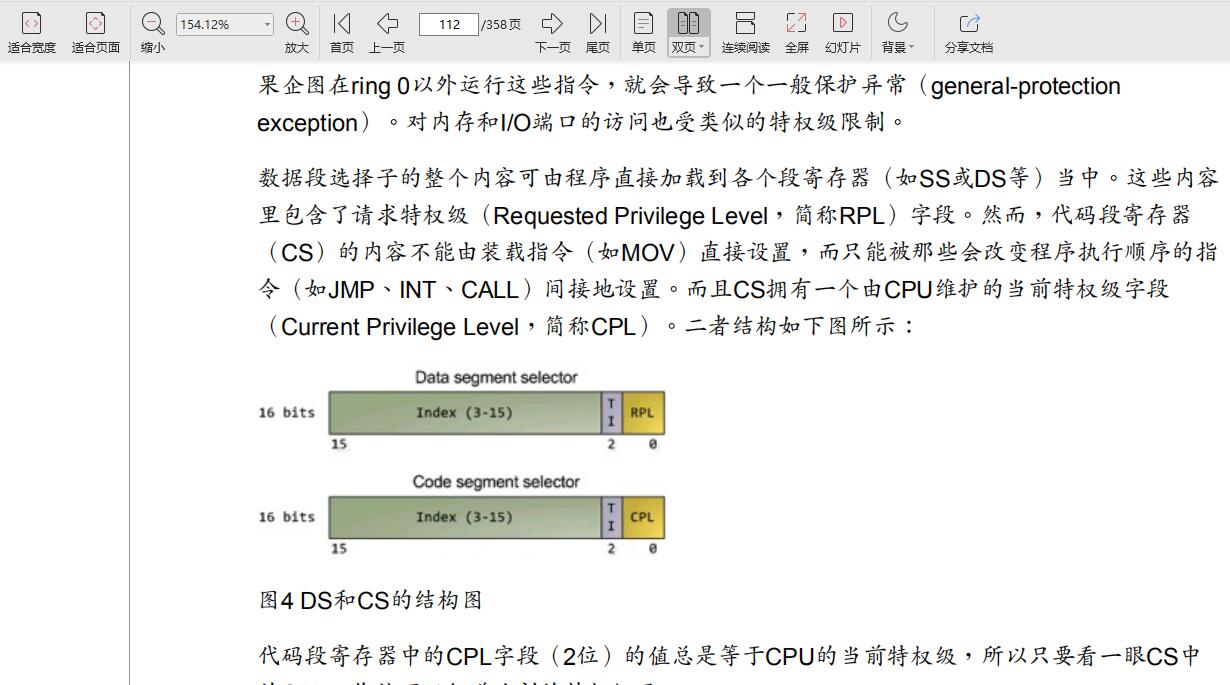 适合宽度 适合页面 缩小 154.12% 放大 首页 上一页 112 /358页 下一页 尾页 单页 双页 连续阅读 全屏 幻灯片 背景 分享文档
果企图在ring 0以外运行这些指令，就会导致一个一般保护异常（general-protection
exception）。对内存和I/O端口的访问也受类似的特权级限制。
数据段选择子的整个内容可由程序直接加载到各个段寄存器（如SS或DS等）当中。这些内容
里包含了请求特权级（Requested Privilege Level，简称RPL）字段。然而，代码段寄存器
（CS）的内容不能由装载指令（如MOV）直接设置，而只能被那些会改变程序执行顺序的指
令（如JMP、INT、CALL）间接地设置。而且CS拥有一个由CPU维护的当前特权级字段
（Current Privilege Level，简称CPL）。二者结构如下图所示：
Data segment selector
16 bits Index (3-15) TI RPL
15 2 0
Code segment selector
16 bits Index (3-15) TI CPL
15 2 0
图4 DS和CS的结构图
代码段寄存器中的CPL字段（2位）的值总是等于CPU的当前特权级，所以只要看一眼CS中